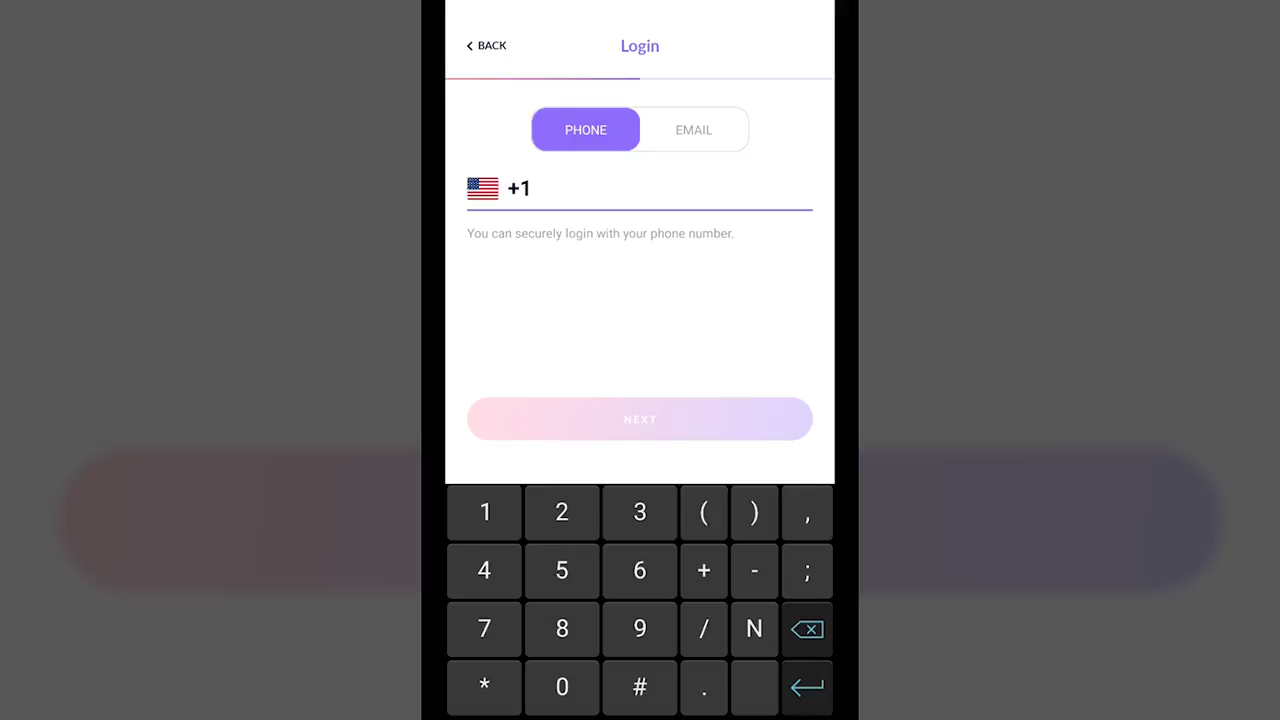 BACK
Login
PHONE
EMAIL
+1
You can securely login with your phone number.
NEXT
1 2 3 ( ) ,
4 5 6 + - ;
7 8 9 / N
* 0 # .